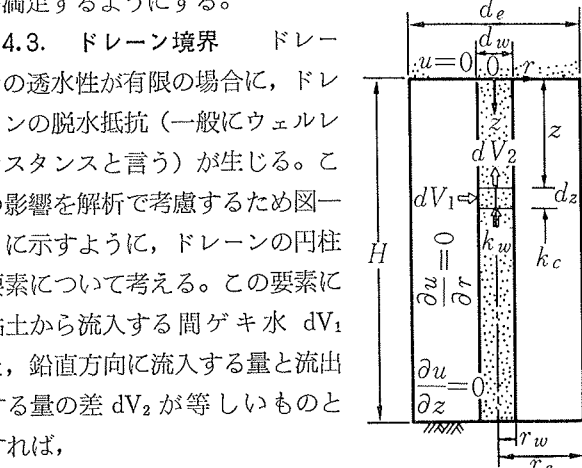 満足するようにする。
4.3. ドレーン境界 ドレー
の透水性が有限の場合に，ドレ
ンの脱水抵抗（一般にウェルレ
スタンスと言う）が生じる。こ
影響を解析で考慮するため図―
に示すように，ドレーンの円柱
要素について考える。この要素に
粘土から流入する間ゲキ水 dV₁
，鉛直方向に流入する量と流出
する量の差 dV₂ が等しいものと
すれば，
d_e
d_w
u=0
0
r
z
z
dV₂
dV₁
dz
k_w
k_c
H
∂u/∂r=0
∂u/∂z=0
r_w
r_e